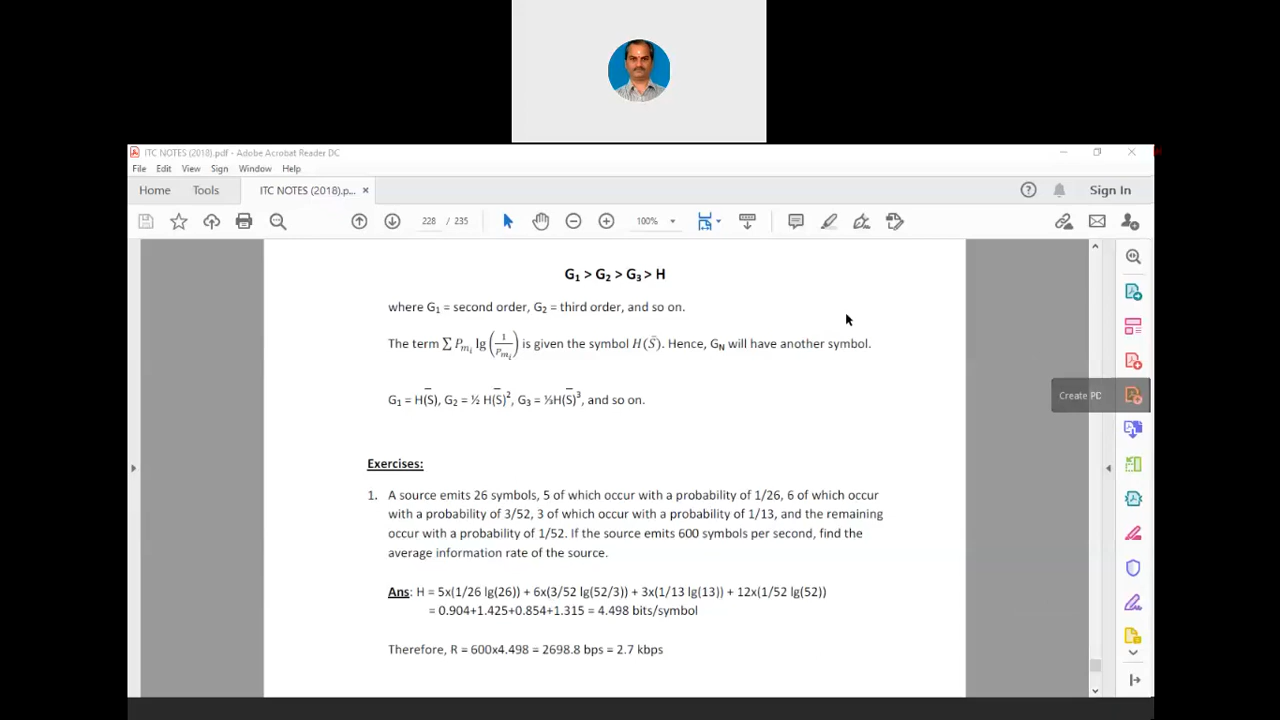 ITC NOTES (2018).pdf - Adobe Acrobat Reader DC
File Edit View Sign Window Help
Home Tools ITC NOTES (2018).p... × Sign In
228 / 235 100%
G₁ > G₂ > G₃ > H
where G₁ = second order, G₂ = third order, and so on.
The term ∑ P_{m_i} lg(1/P_{m_i}) is given the symbol H(S̄). Hence, G_N will have another symbol.
G₁ = H(S̄), G₂ = ½ H(S̄)², G₃ = ⅓H(S̄)³, and so on.
Create PD
Exercises:
1. A source emits 26 symbols, 5 of which occur with a probability of 1/26, 6 of which occur
with a probability of 3/52, 3 of which occur with a probability of 1/13, and the remaining
occur with a probability of 1/52. If the source emits 600 symbols per second, find the
average information rate of the source.
Ans: H = 5x(1/26 lg(26)) + 6x(3/52 lg(52/3)) + 3x(1/13 lg(13)) + 12x(1/52 lg(52))
= 0.904+1.425+0.854+1.315 = 4.498 bits/symbol
Therefore, R = 600x4.498 = 2698.8 bps = 2.7 kbps